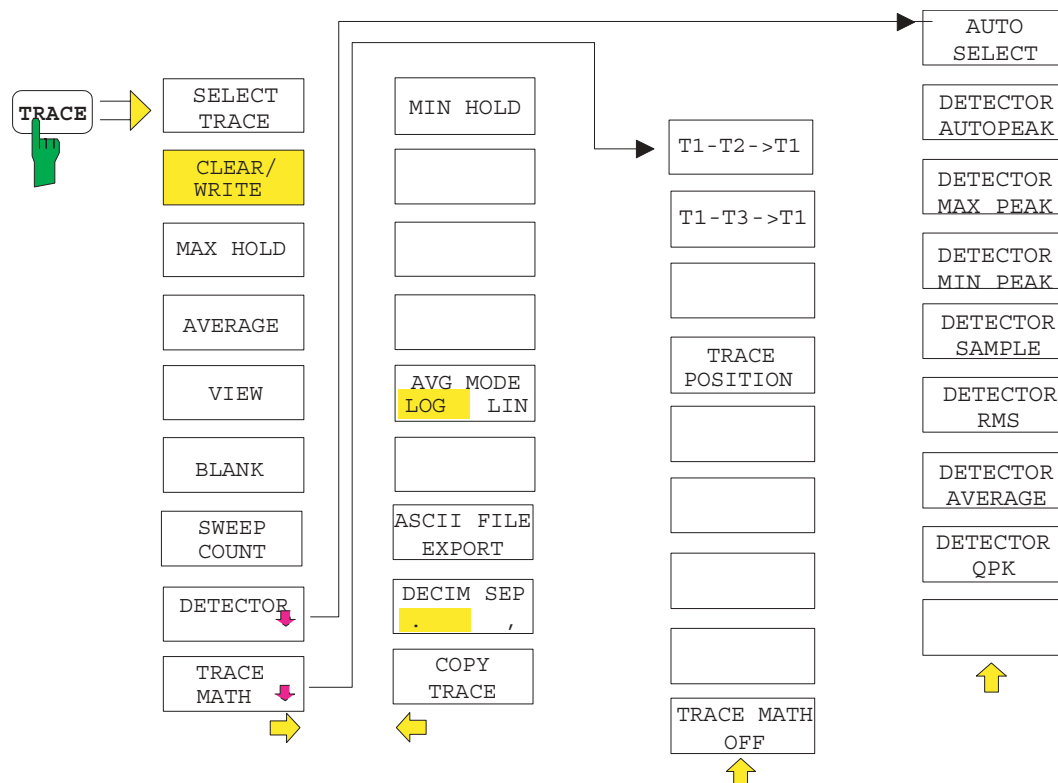 TRACE
SELECT
TRACE
CLEAR/
WRITE
MAX HOLD
AVERAGE
VIEW
BLANK
SWEEP
COUNT
DETECTOR
TRACE
MATH
MIN HOLD
AVG MODE
LOG LIN
ASCII FILE
EXPORT
DECIM SEP
. ,
COPY
TRACE
T1-T2->T1
T1-T3->T1
TRACE
POSITION
TRACE MATH
OFF
AUTO
SELECT
DETECTOR
AUTOPEAK
DETECTOR
MAX PEAK
DETECTOR
MIN PEAK
DETECTOR
SAMPLE
DETECTOR
RMS
DETECTOR
AVERAGE
DETECTOR
QPK